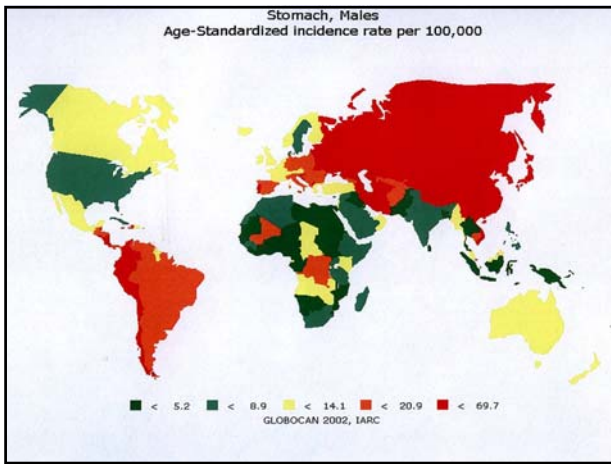 Stomach, Males
Age-Standardized incidence rate per 100,000
< 5.2 < 8.9 < 14.1 < 20.9 < 69.7
GLOBOCAN 2002, IARC